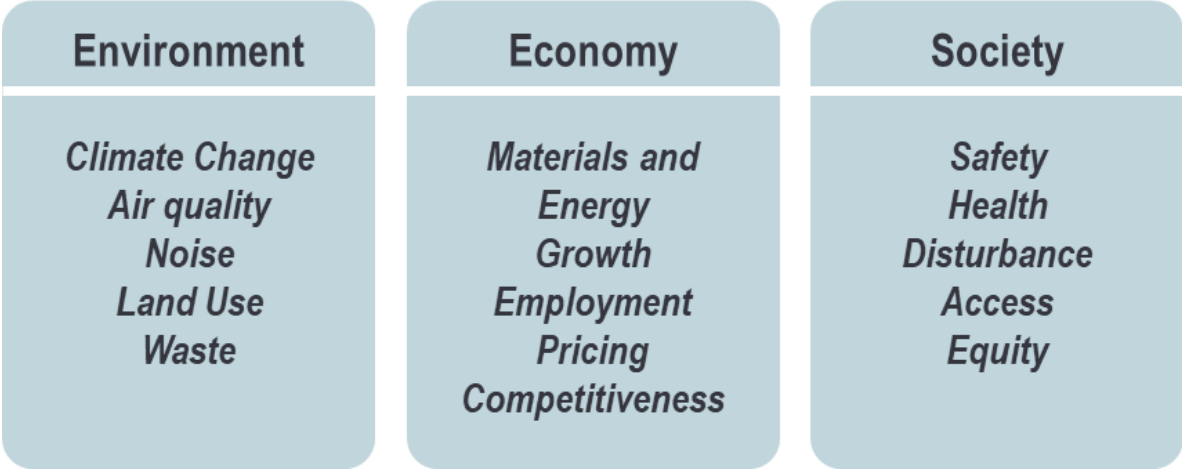 Environment
Climate Change
Air quality
Noise
Land Use
Waste
Economy
Materials and
Energy
Growth
Employment
Pricing
Competitiveness
Society
Safety
Health
Disturbance
Access
Equity